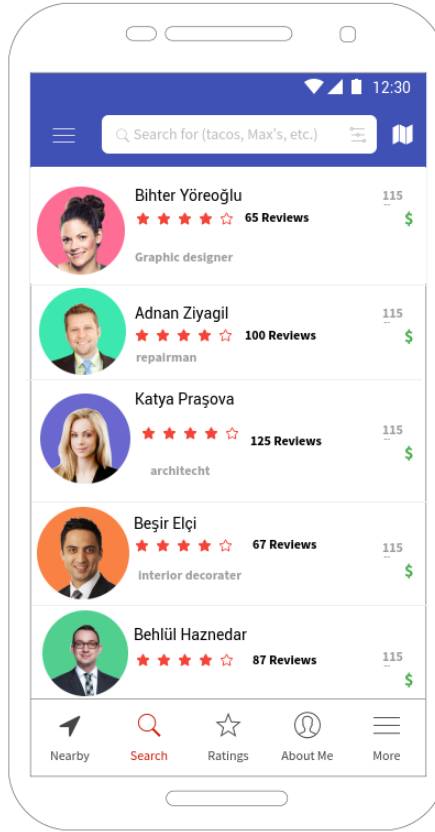 12:30
Search for (tacos, Max's, etc.)
Bihter Yöreoğlu
115
65 Reviews
$
Graphic designer
Adnan Ziyagil
115
100 Reviews
$
repairman
Katya Praşova
115
125 Reviews
$
architecht
Beşir Elçi
67 Reviews
115
interior decorater
$
Behlül Haznedar
87 Reviews
115
$
Nearby
Search
Ratings
About Me
More